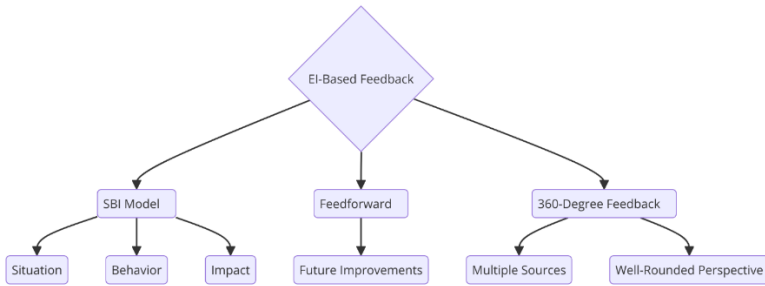 EI-Based Feedback
SBI Model
Feedforward
360-Degree Feedback
Situation
Behavior
Impact
Future Improvements
Multiple Sources
Well-Rounded Perspective